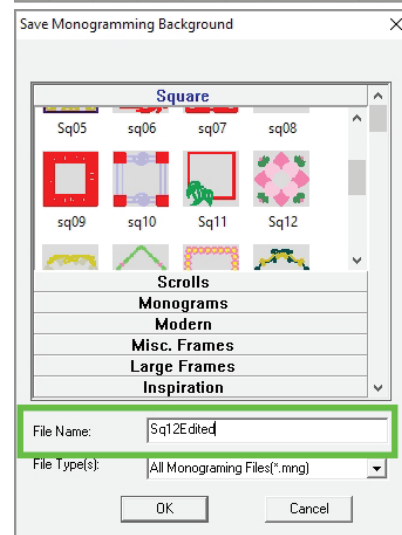 Save Monogramming Background
Square
Sq05 sq06 sq07 sq08
sq09 sq10 Sq11 Sq12
Scrolls
Monograms
Modern
Misc. Frames
Large Frames
Inspiration
File Name: Sq12Edited
File Type(s): All Monograming Files(*.mng)
OK Cancel